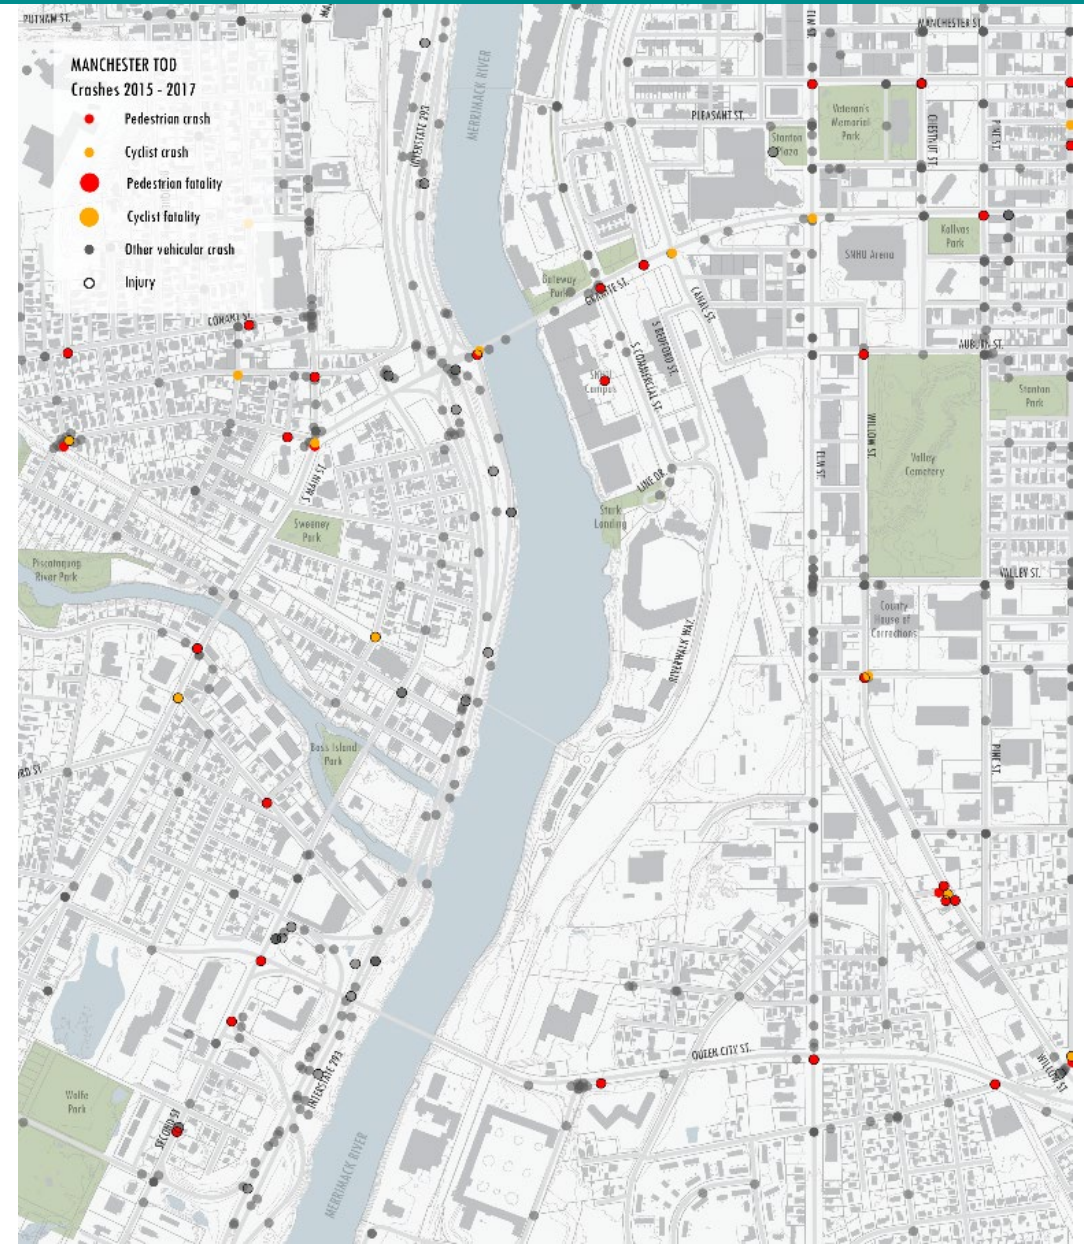 PUTNAM ST.
MANCHESTER ST.
ELM ST.
MANCHESTER TOD
Crashes 2015 - 2017
Pedestrian crash
Cyclist crash
Pedestrian fatality
Cyclist fatality
Other vehicular crash
Injury
INTERSTATE 293
MERRIMACK RIVER
PLEASANT ST.
Veteran's
Memorial
Park
Stanton
Plaza
CHESTNUT ST.
PINE ST.
Kalivas
Park
SNHU Arena
Gateway
Park
GRANITE ST.
CANAL ST.
CONANT ST.
S BEDFORD ST.
S COMMERCIAL ST.
Campus
AUBURN ST.
Stanton
Park
WILLOW ST.
ELM ST.
Valley
Cemetery
S MAIN ST.
LINE DR
Stark
Landing
Sweeney
Park
Piscataquog
River Park
VALLEY ST.
County
House of
Corrections
RIVERWALK WAY
Bass Island
Park
PINE ST.
QUEEN CITY ST.
WILLOW ST.
INTERSTATE 293
Wolfe
Park
SECOND ST
MERRIMACK RIVER